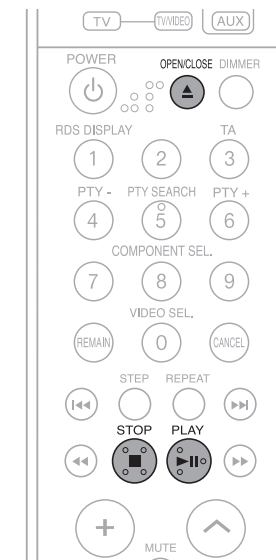 TV TV/VIDEO AUX
POWER OPEN/CLOSE DIMMER
RDS DISPLAY TA
1 2 3
PTY - PTY SEARCH PTY +
4 5 6
COMPONENT SEL.
7 8 9
VIDEO SEL.
REMAIN 0 CANCEL
STEP REPEAT
STOP PLAY
+
MUTE